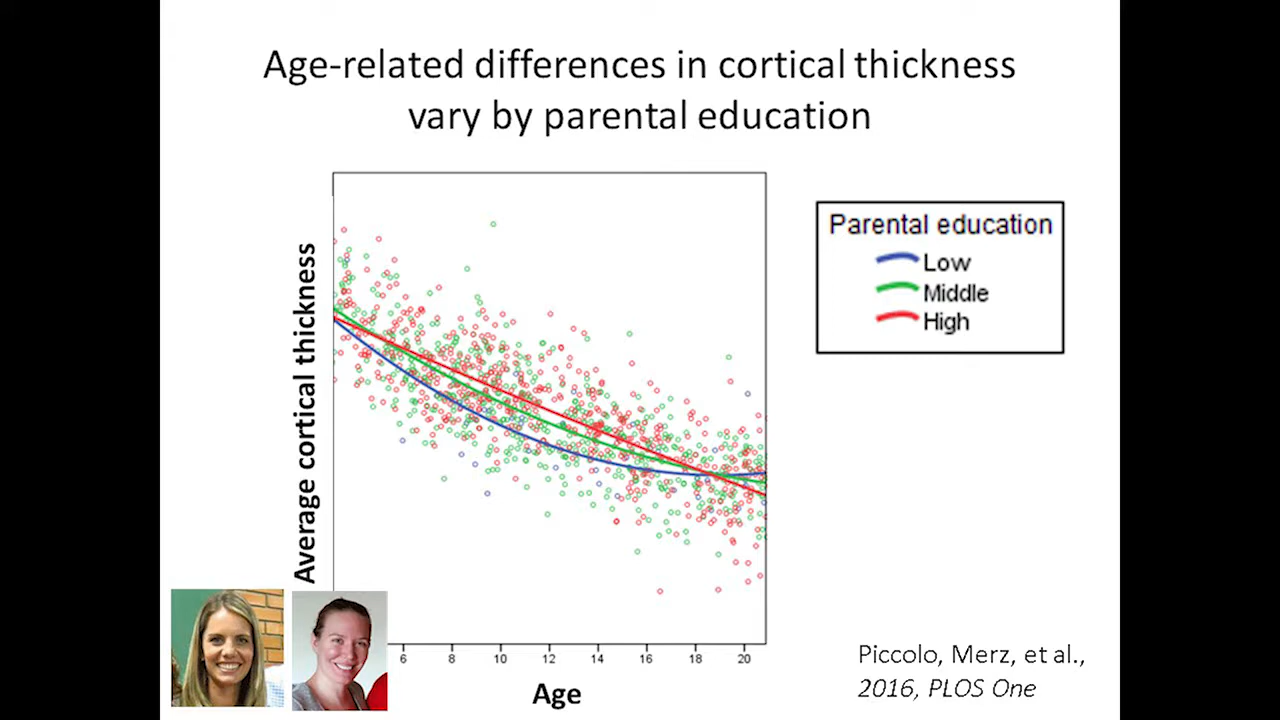 Age-related differences in cortical thickness
vary by parental education
Average cortical thickness
Parental education
Low
Middle
High
6 8 10 12 14 16 18 20
Age
Piccolo, Merz, et al.,
2016, PLOS One